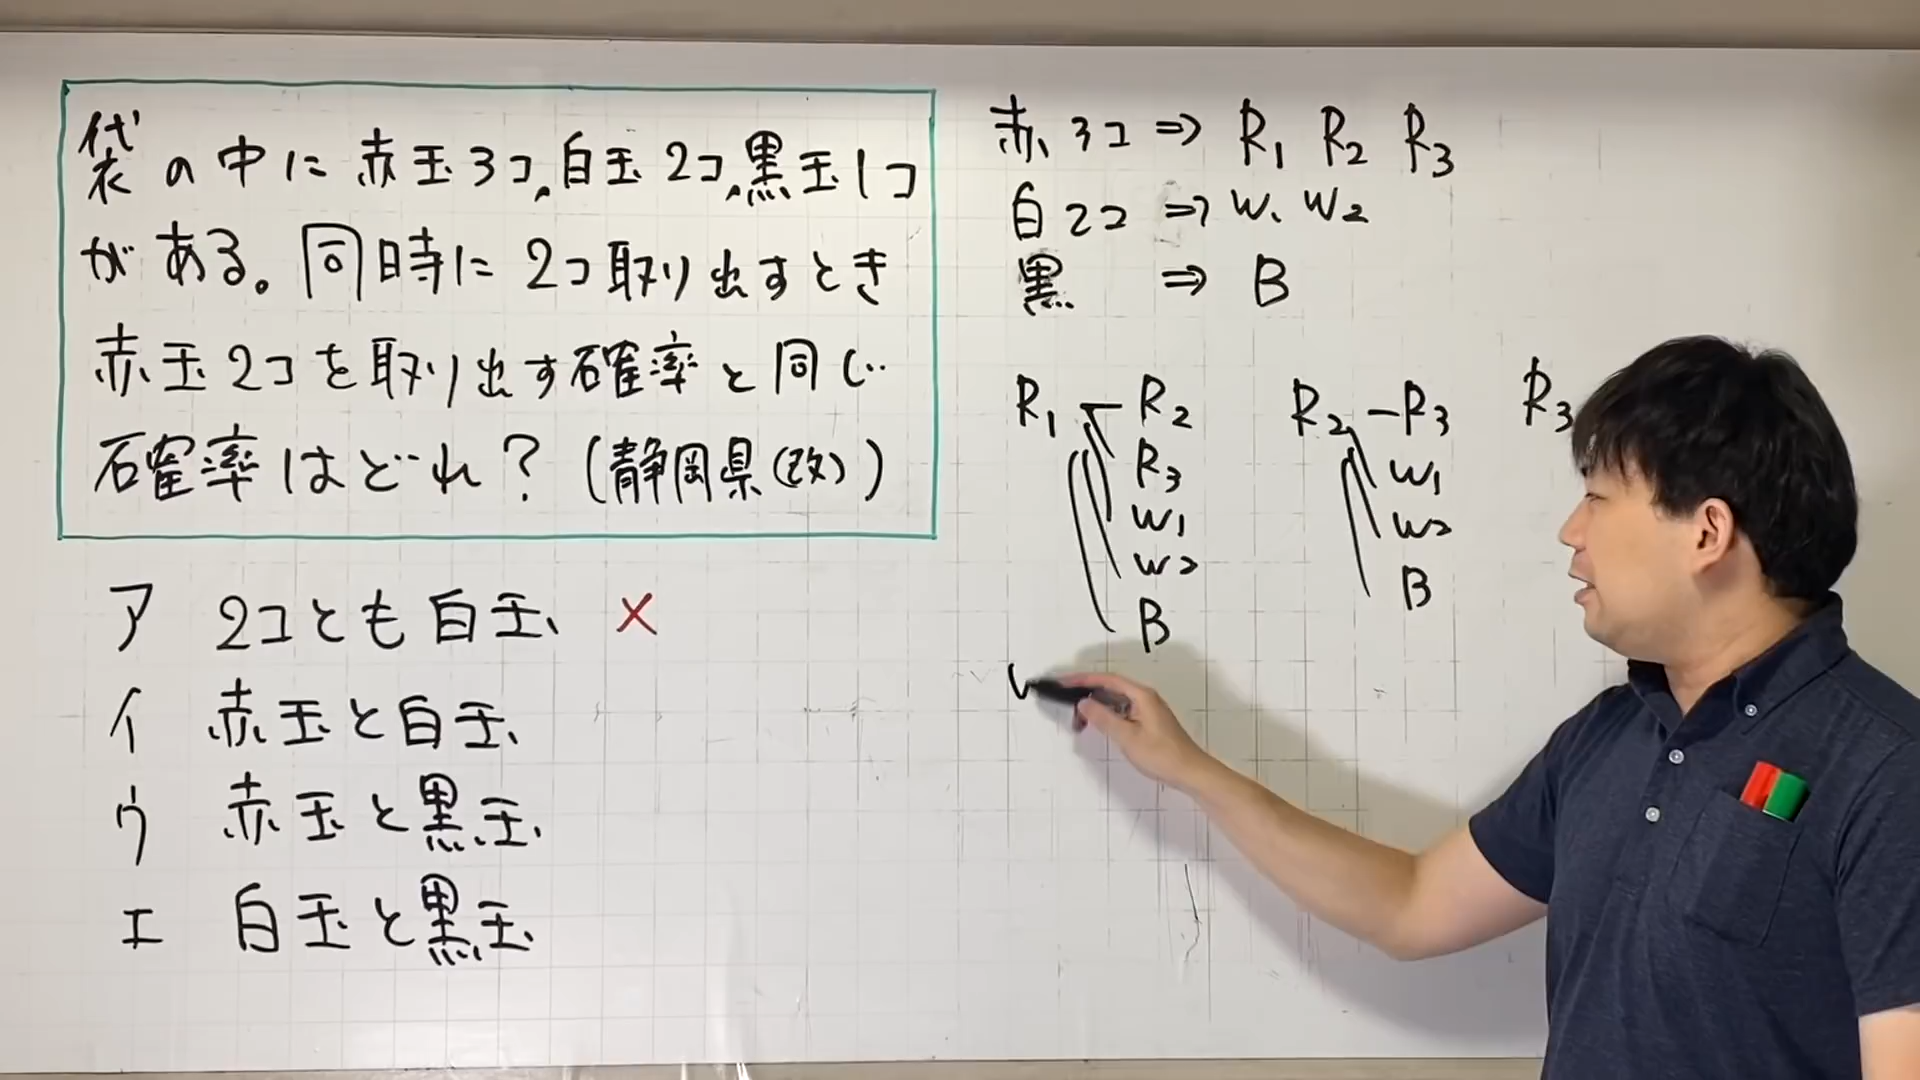 袋の中に赤玉3コ,白玉2コ,黒玉1コ
がある。同時に2コ取り出すとき
赤玉2コを取り出す確率と同じ
確率はどれ?(静岡県(改))
ア 2コとも白玉 ×
イ 赤玉と白玉
ウ 赤玉と黒玉
エ 白玉と黒玉
赤3コ ⇒ R1 R2 R3
白2コ ⇒ W1 W2
黒 ⇒ B
R1 R2
R3
W1
W2
B
R2 R3
W1
W2
B
R3